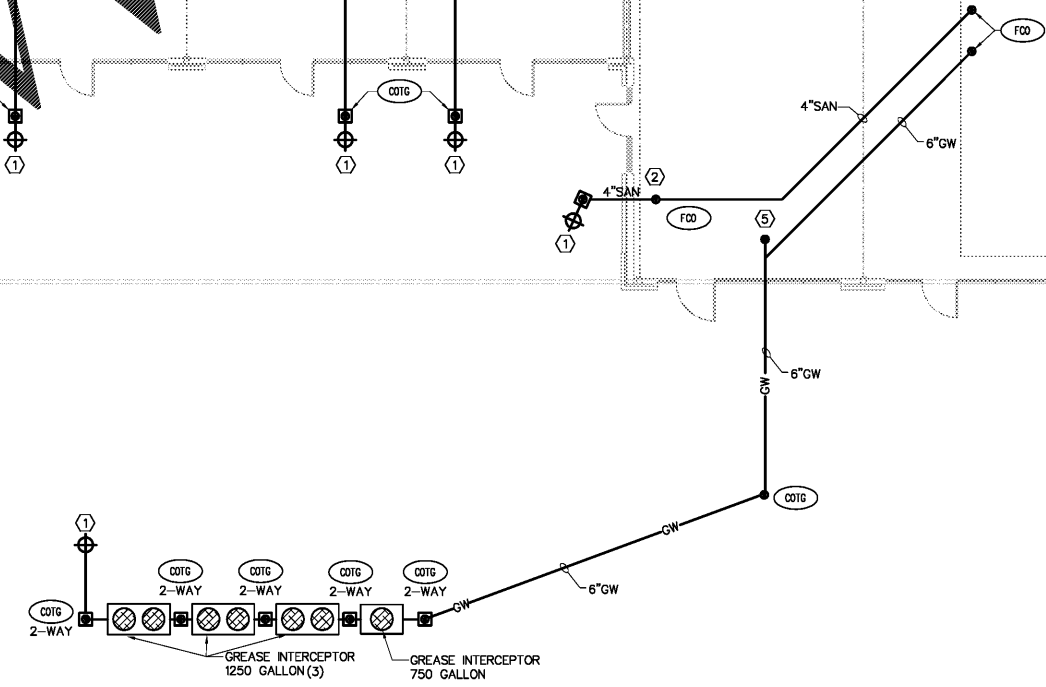 FCO
COTG
4"SAN
6"GW
1
1
1
4"SAN
2
FCO
5
1
6"GW
GW
COTG
1
GW
COTG
2-WAY
COTG
2-WAY
COTG
2-WAY
COTG
2-WAY
6"GW
GW
COTG
2-WAY
GREASE INTERCEPTOR
1250 GALLON(3)
GREASE INTERCEPTOR
750 GALLON